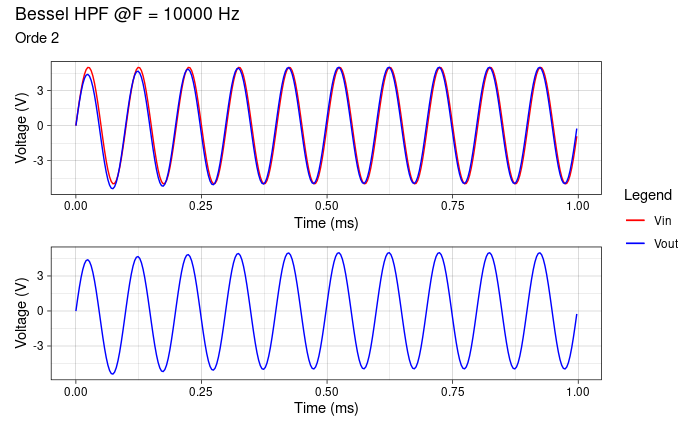 Bessel HPF @F = 10000 Hz
Orde 2
Voltage (V)
3
0
-3
0.00 0.25 0.50 0.75 1.00
Time (ms)
Legend
Vin
Vout
Voltage (V)
3
0
-3
0.00 0.25 0.50 0.75 1.00
Time (ms)